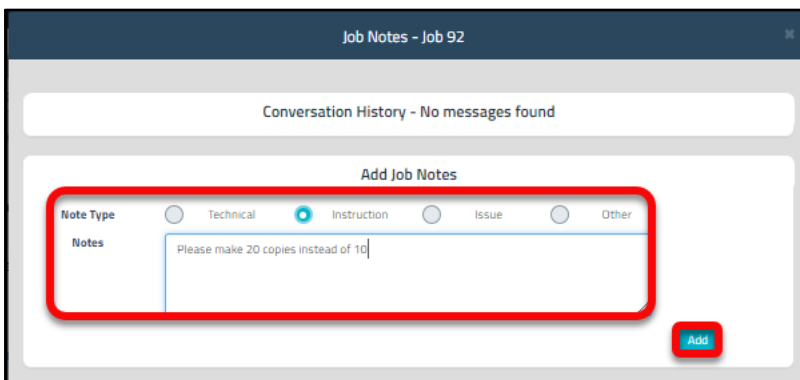 Job Notes - Job 92
Conversation History - No messages found
Add Job Notes
Note Type Technical Instruction Issue Other
Notes
Please make 20 copies instead of 10
Add